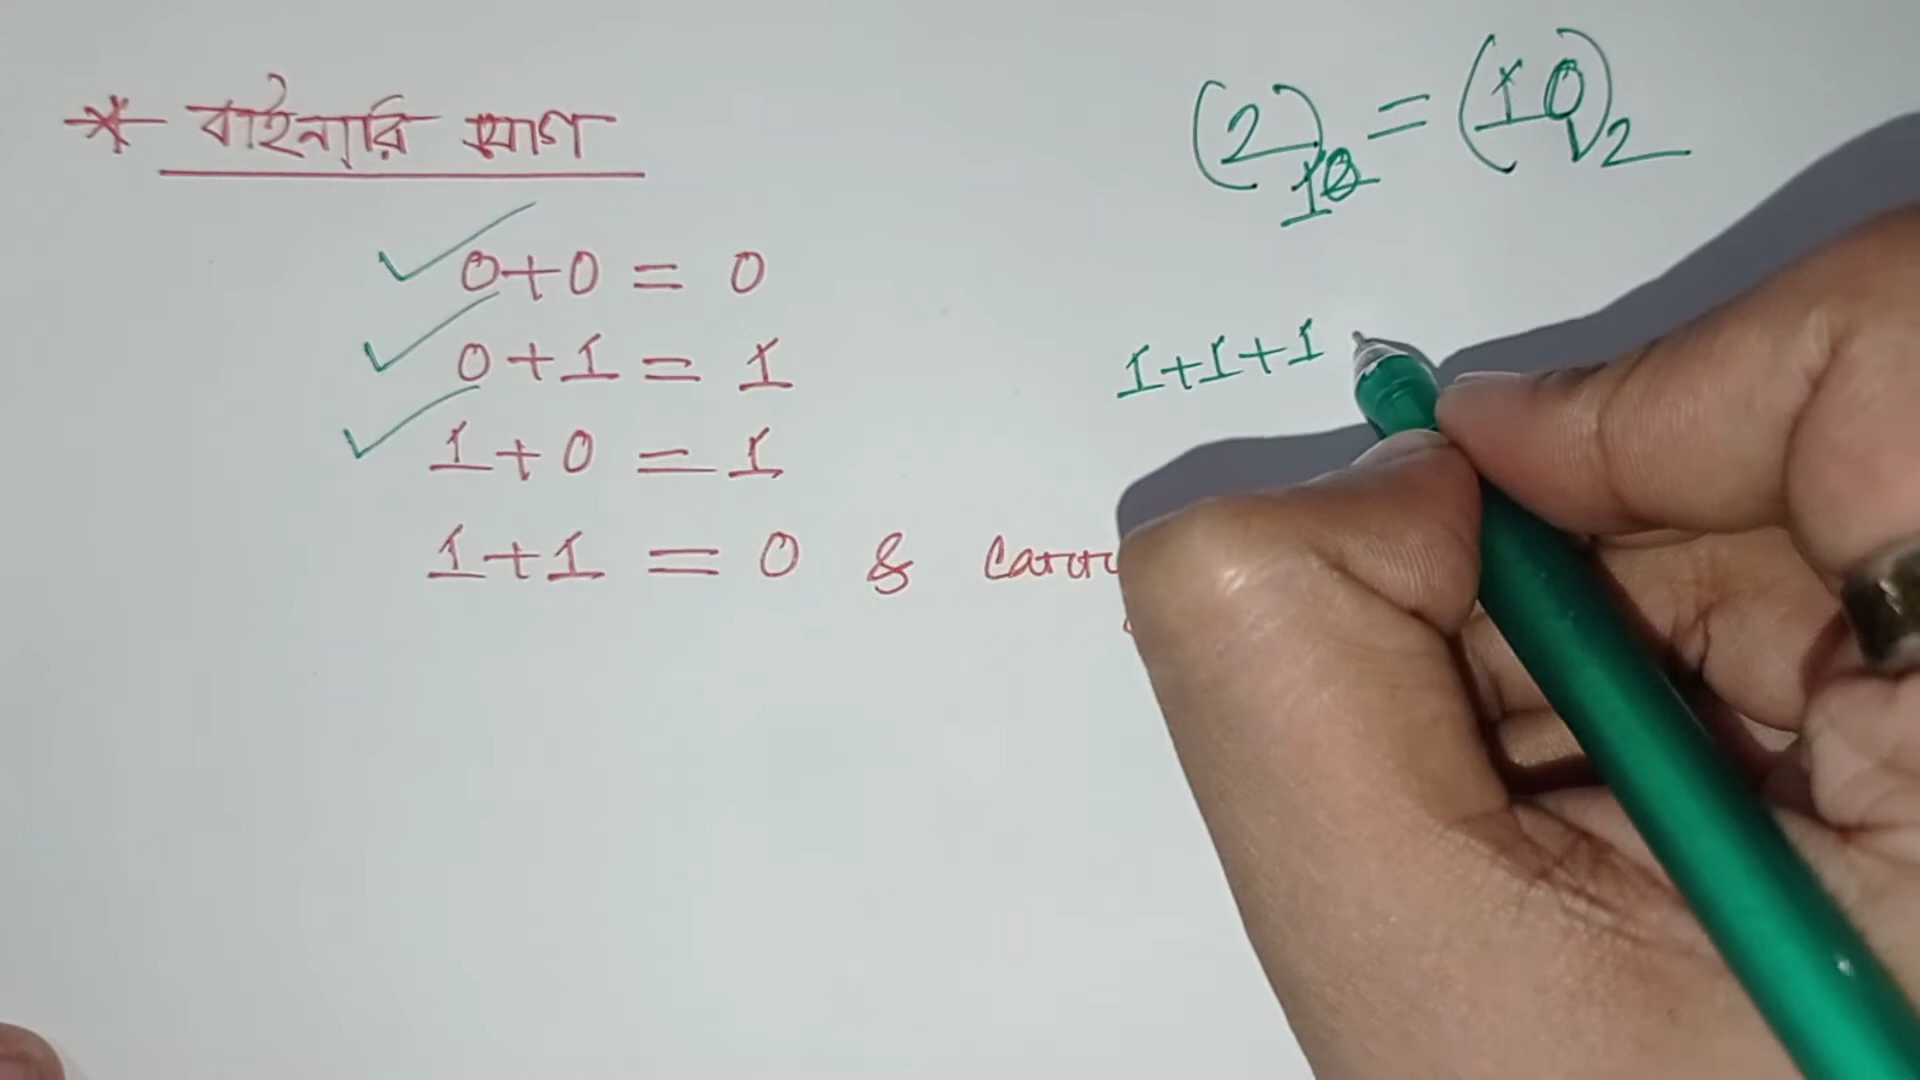 * বাইনারি যোগ
(2)10 = (10)2
0+0 = 0
0+1 = 1
1+0 = 1
1+1+1
1+1 = 0 &